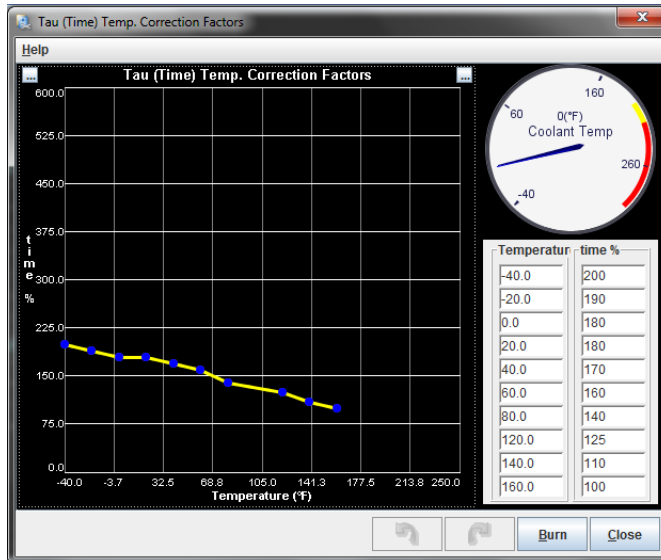 Tau (Time) Temp. Correction Factors
Help
... Tau (Time) Temp. Correction Factors ...
600.0
525.0
450.0
375.0
300.0
225.0
150.0
75.0
0.0
time %
-40.0 -3.7 32.5 68.8 105.0 141.3 177.5 213.8 250.0
Temperature (°F)
160
60 0(°F)
Coolant Temp
260
-40
Temperatur time %
-40.0 200
-20.0 190
0.0 180
20.0 180
40.0 170
60.0 160
80.0 140
120.0 125
140.0 110
160.0 100
Burn Close